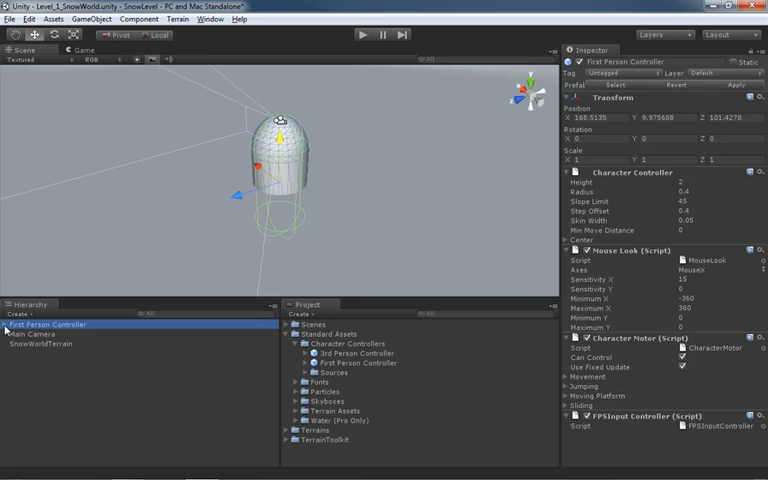 Unity - Level_1_SnowWorld.unity - SnowLevel - PC and Mac Standalone*
File Edit Assets GameObject Component Terrain Window Help
Pivot Local Layers Layout
Scene Game
Textured RGB All
y
x
z
Inspector
First Person Controller Static
Tag Untagged Layer Default
Prefab Select Revert Apply
Transform
Position
X 168.5135 Y 9.975688 Z 101.4278
Rotation
X 0 Y 0 Z 0
Scale
X 1 Y 1 Z 1
Character Controller
Height 2
Radius 0.4
Slope Limit 45
Step Offset 0.4
Skin Width 0.05
Min Move Distance 0
Center
Mouse Look (Script)
Script MouseLook
Axes MouseX
Sensitivity X 15
Sensitivity Y 0
Minimum X -360
Maximum X 360
Minimum Y 0
Maximum Y 0
Character Motor (Script)
Script CharacterMotor
Can Control
Use Fixed Update
Movement
Jumping
Moving Platform
Sliding
FPSInput Controller (Script)
Script FPSInputController
Hierarchy
Create All
First Person Controller
Main Camera
SnowWorldTerrain
Project
Create All
Scenes
Standard Assets
Character Controllers
3rd Person Controller
First Person Controller
Sources
Fonts
Particles
Skyboxes
Terrain Assets
Water (Pro Only)
Terrains
TerrainToolkit